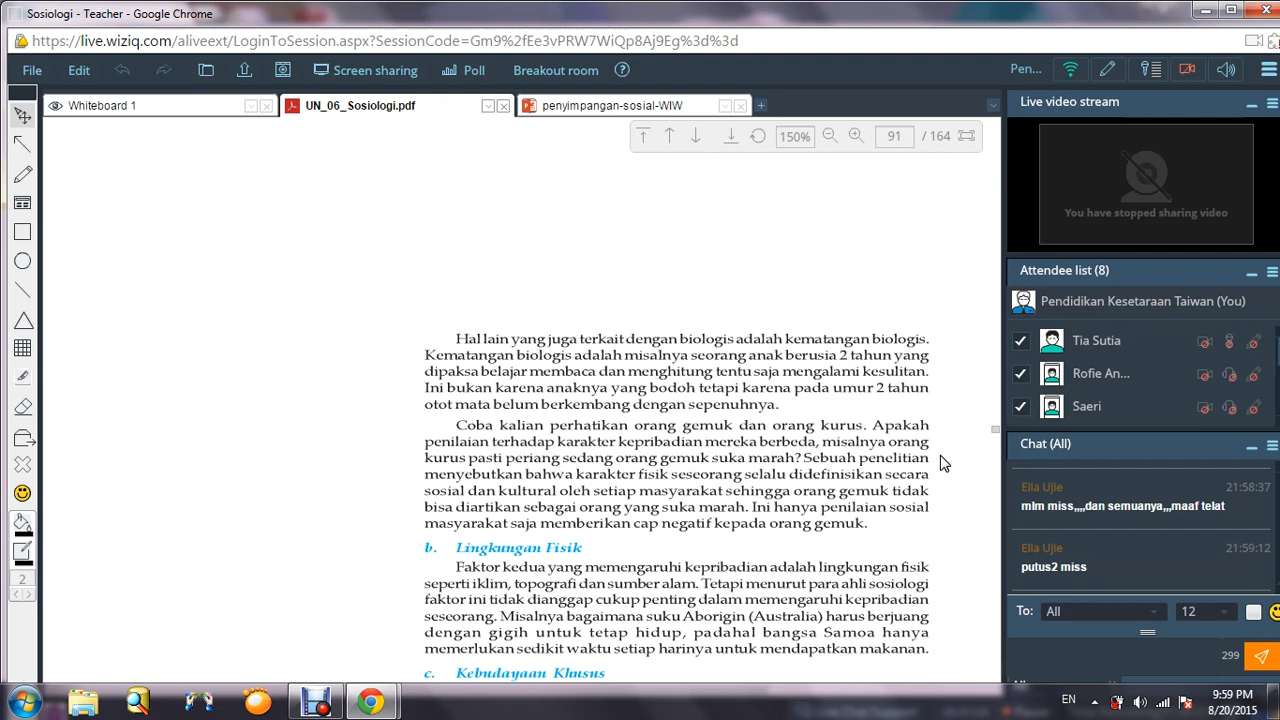 Sosiologi - Teacher - Google Chrome
https://live.wiziq.com/aliveext/LoginToSession.aspx?SessionCode=Gm9%2fEe3vPRW7WiQp8Aj9Eg%3d%3d
File Edit Screen sharing Poll Breakout room Pen...
Whiteboard 1 UN_06_Sosiologi.pdf penyimpangan-sosial-WIW
150% 91 / 164
Hal lain yang juga terkait dengan biologis adalah kematangan biologis.
Kematangan biologis adalah misalnya seorang anak berusia 2 tahun yang
dipaksa belajar membaca dan menghitung tentu saja mengalami kesulitan.
Ini bukan karena anaknya yang bodoh tetapi karena pada umur 2 tahun
otot mata belum berkembang dengan sepenuhnya.
Coba kalian perhatikan orang gemuk dan orang kurus. Apakah
penilaian terhadap karakter kepribadian mereka berbeda, misalnya orang
kurus pasti periang sedang orang gemuk suka marah? Sebuah penelitian
menyebutkan bahwa karakter fisik seseorang selalu didefinisikan secara
sosial dan kultural oleh setiap masyarakat sehingga orang gemuk tidak
bisa diartikan sebagai orang yang suka marah. Ini hanya penilaian sosial
masyarakat saja memberikan cap negatif kepada orang gemuk.
b. Lingkungan Fisik
Faktor kedua yang memengaruhi kepribadian adalah lingkungan fisik
seperti iklim, topografi dan sumber alam. Tetapi menurut para ahli sosiologi
faktor ini tidak dianggap cukup penting dalam memengaruhi kepribadian
seseorang. Misalnya bagaimana suku Aborigin (Australia) harus berjuang
dengan gigih untuk tetap hidup, padahal bangsa Samoa hanya
memerlukan sedikit waktu setiap harinya untuk mendapatkan makanan.
c. Kebudayaan Khusus
2
Live video stream
You have stopped sharing video
Attendee list (8)
Pendidikan Kesetaraan Taiwan (You)
Tia Sutia
Rofie An...
Saeri
Chat (All)
Ella Ujie 21:58:37
mlm miss,,,,dan semuanya,,,maaf telat
Ella Ujie 21:59:12
putus2 miss
To: All 12
299
EN 9:59 PM
8/20/2015